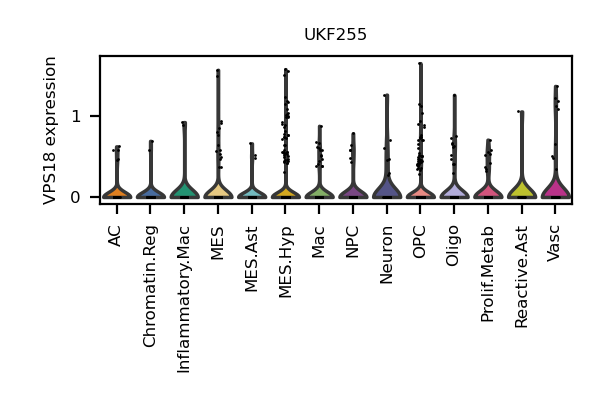 UKF255
VPS18 expression
1
0
AC
Chromatin.Reg
Inflammatory.Mac
MES
MES.Ast
MES.Hyp
Mac
NPC
Neuron
OPC
Oligo
Prolif.Metab
Reactive.Ast
Vasc